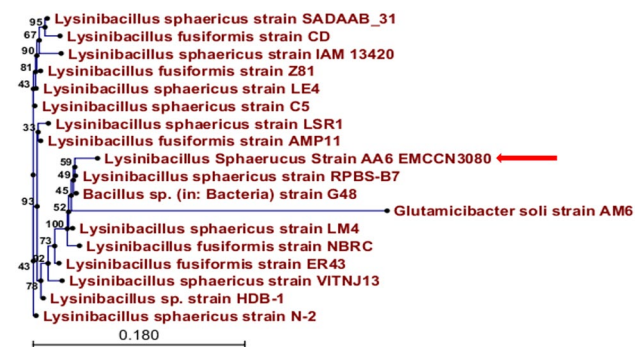 95 Lysinibacillus sphaericus strain SADAAB_31
67 Lysinibacillus fusiformis strain CD
90 Lysinibacillus sphaericus strain IAM 13420
81 Lysinibacillus fusiformis strain Z81
43 Lysinibacillus sphaericus strain LE4
Lysinibacillus sphaericus strain C5
33 Lysinibacillus sphaericus strain LSR1
Lysinibacillus fusiformis strain AMP11
59 Lysinibacillus Sphaerucus Strain AA6 EMCCN3080
49 Lysinibacillus sphaericus strain RPBS-B7
45 Bacillus sp. (in: Bacteria) strain G48
93 52 Glutamicibacter soli strain AM6
100 Lysinibacillus sphaericus strain LM4
73 Lysinibacillus fusiformis strain NBRC
43 Lysinibacillus fusiformis strain ER43
78 Lysinibacillus sphaericus strain VITNJ13
Lysinibacillus sp. strain HDB-1
Lysinibacillus sphaericus strain N-2
0.180